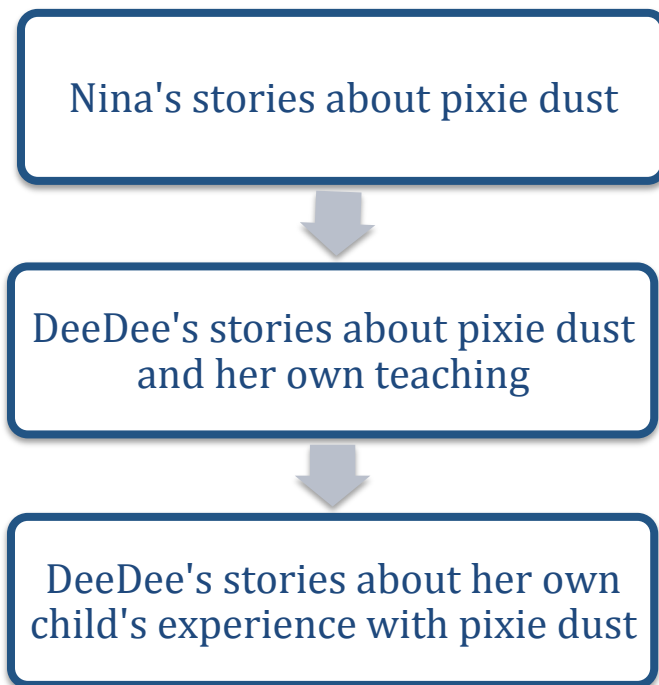 Nina's stories about pixie dust
DeeDee's stories about pixie dust
and her own teaching
DeeDee's stories about her own
child's experience with pixie dust